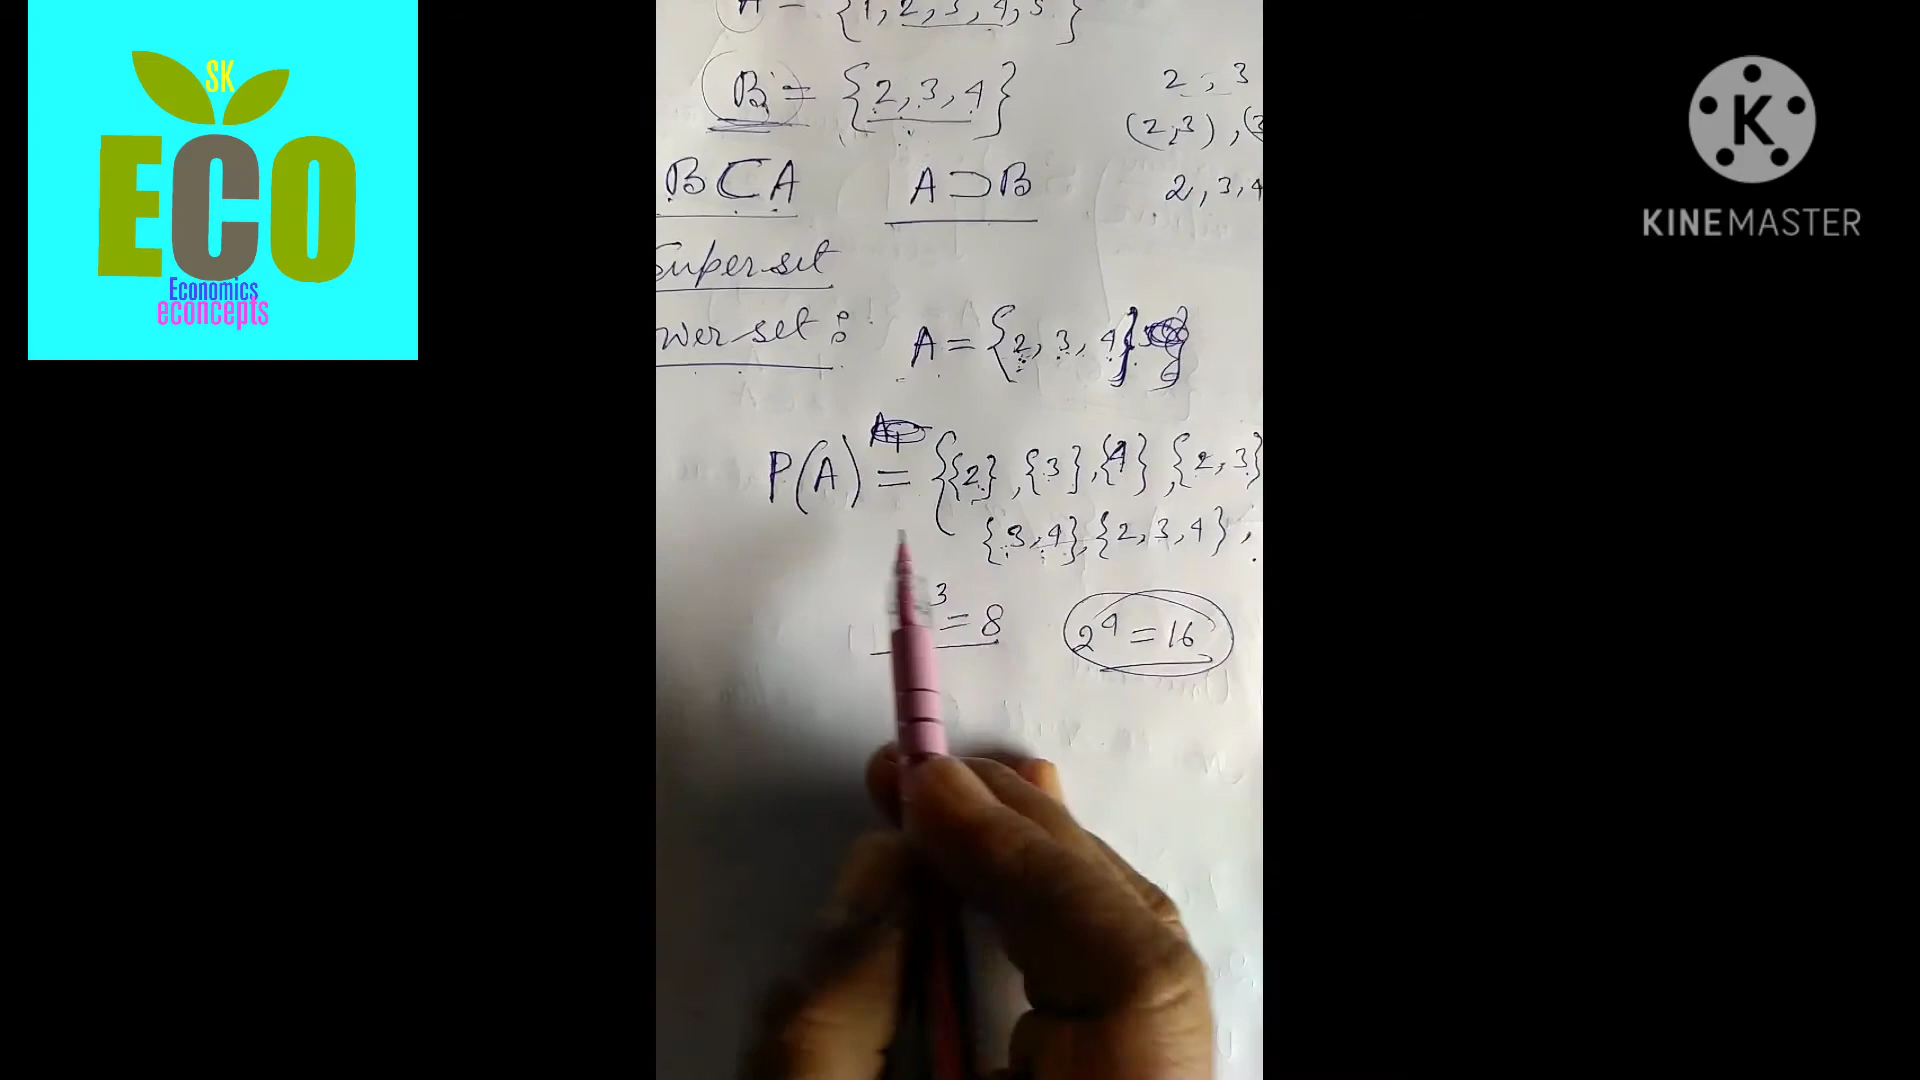 SK
ECO
Economics
econcepts
KINEMASTER
A = {1, 2, 3, 4, 5}
B = {2, 3, 4}
2, 3
(2,3), (3
B ⊂ A A ⊃ B
2, 3, 4
Superset
wer set : A = {2, 3, 4}
P(A) = {{2}, {3}, {4}, {2, 3}
{3, 4}, {2, 3, 4},
3 = 8 2⁴ = 16